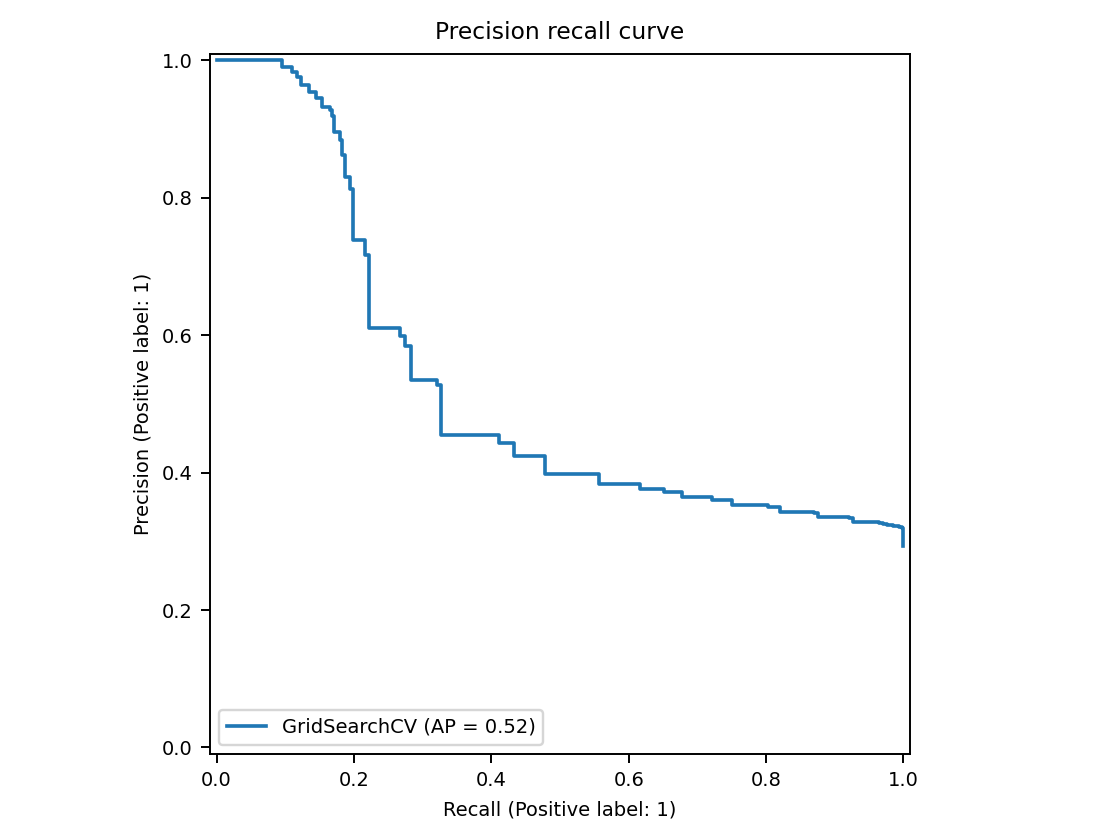 Precision recall curve
1.0
0.8
0.6
0.4
0.2
0.0
Precision (Positive label: 1)
GridSearchCV (AP = 0.52)
0.0 0.2 0.4 0.6 0.8 1.0
Recall (Positive label: 1)